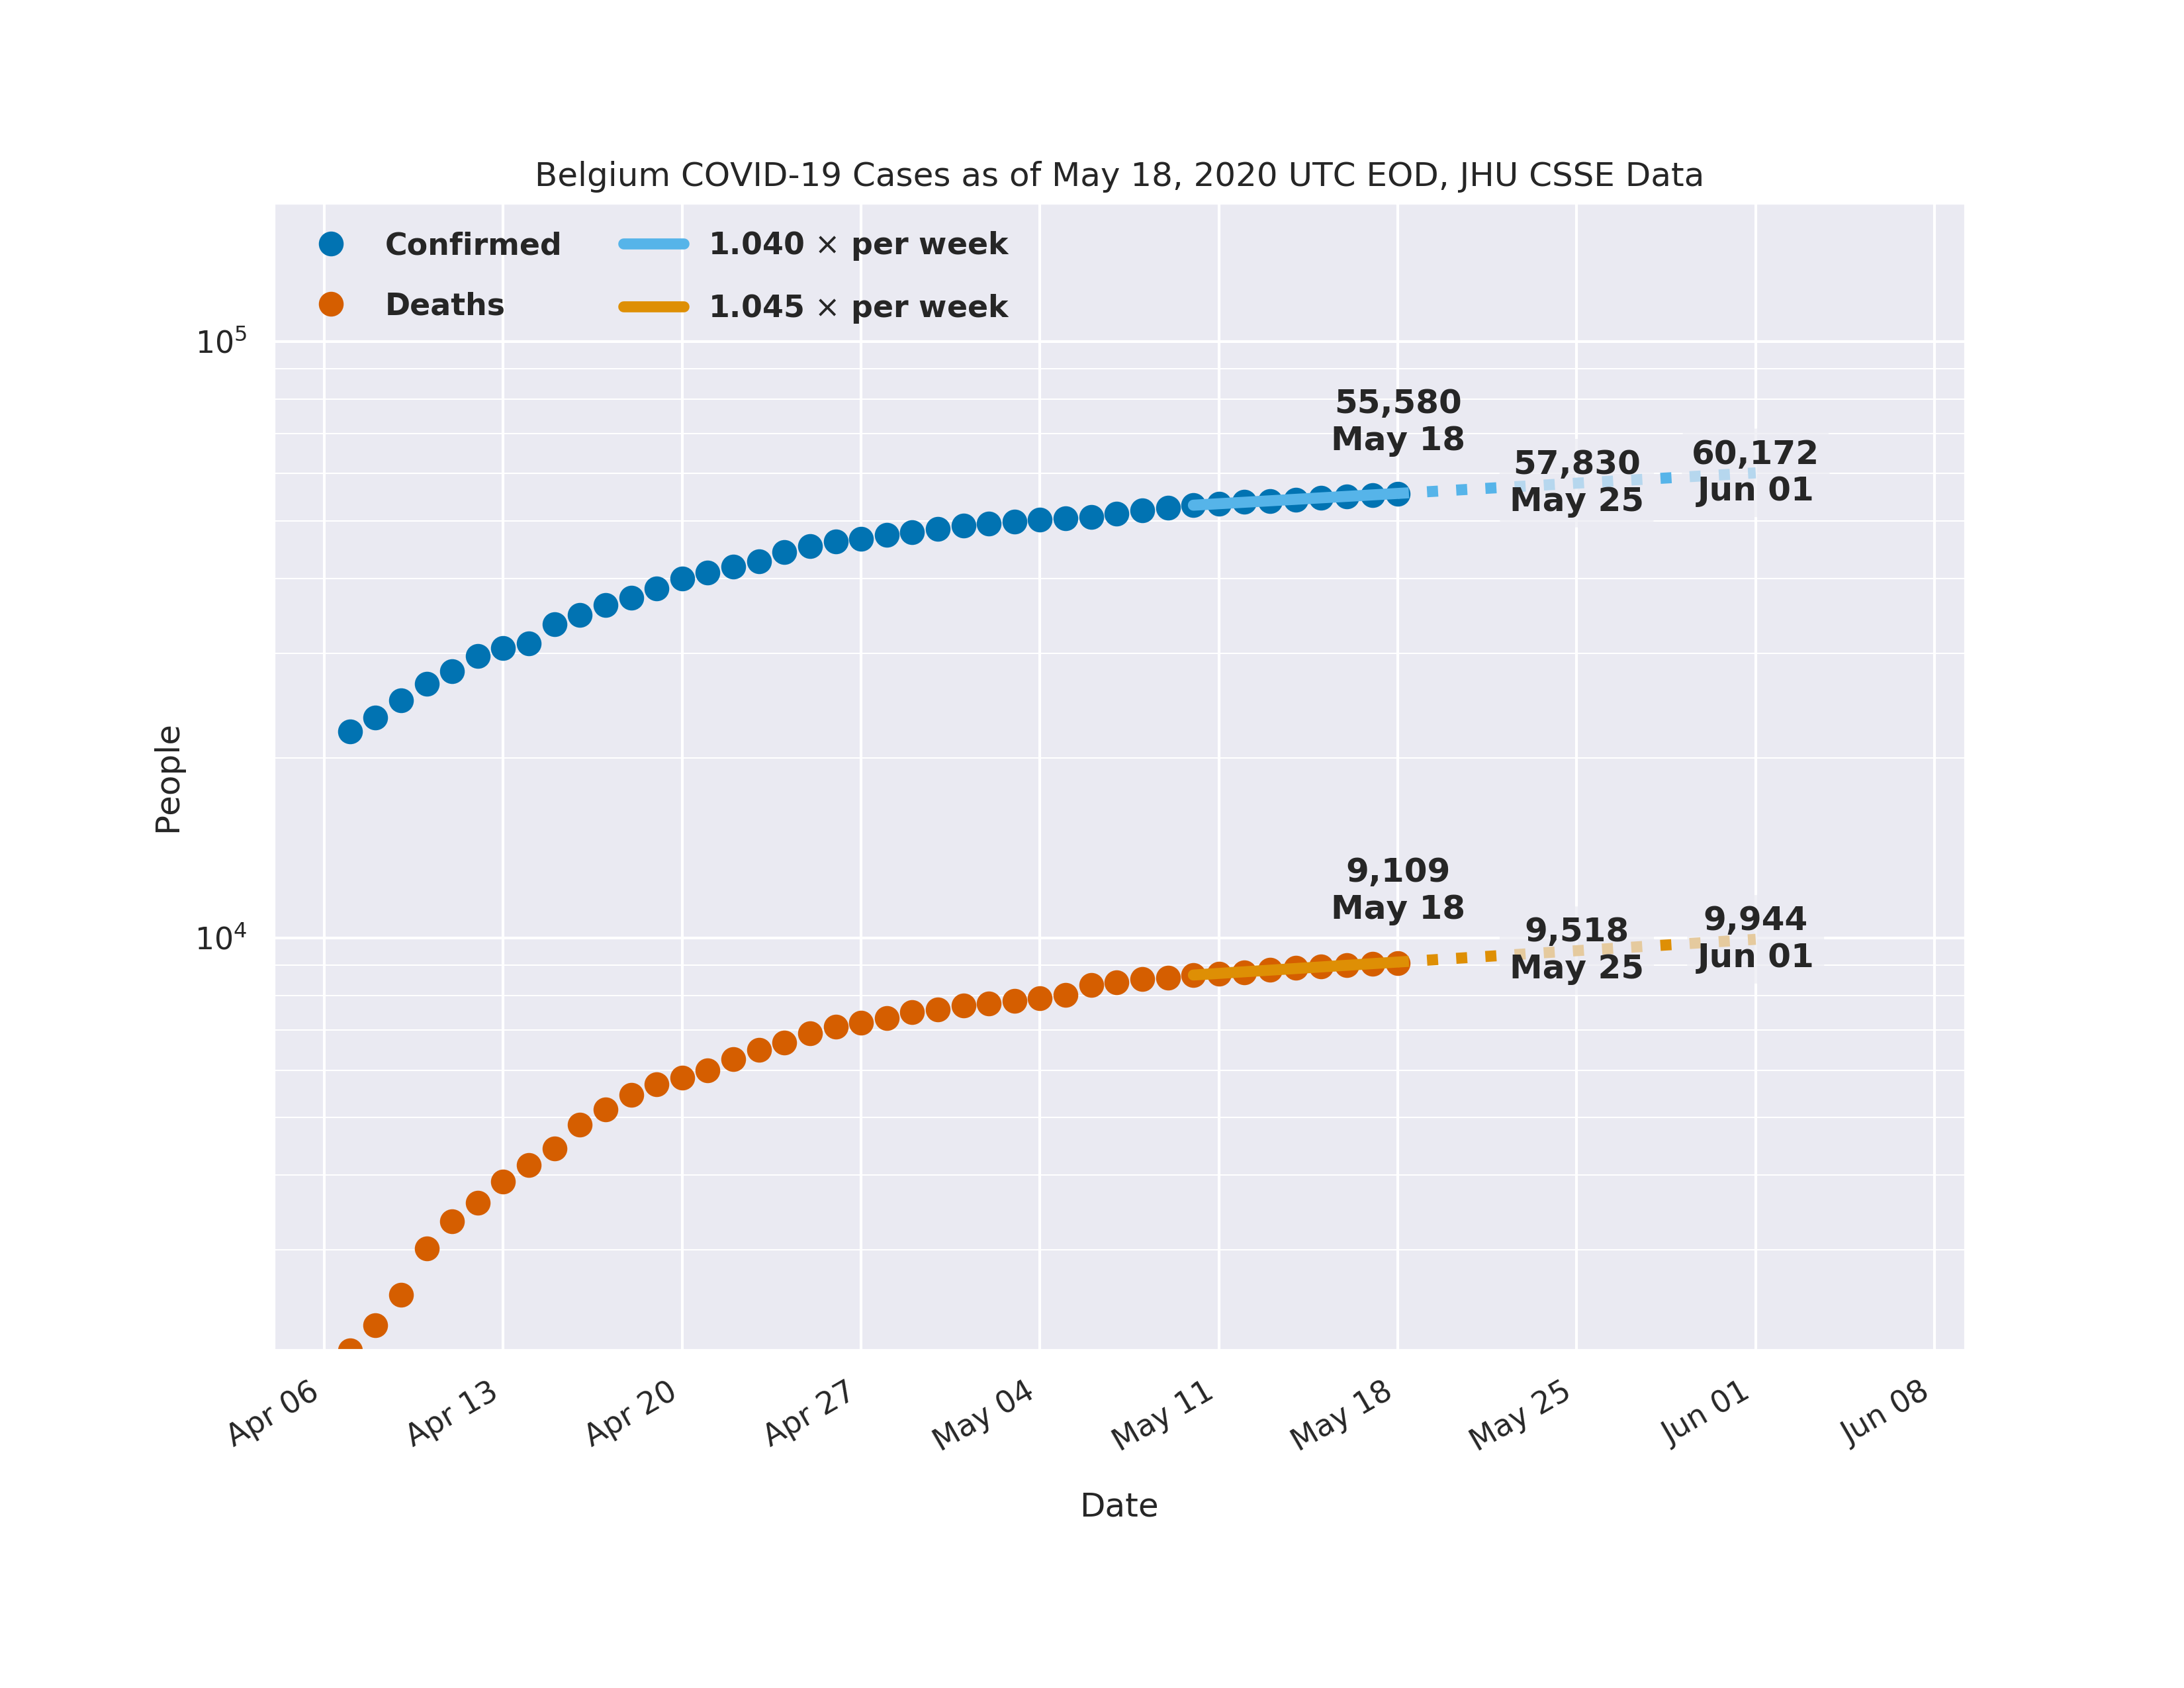 Belgium COVID-19 Cases as of May 18, 2020 UTC EOD, JHU CSSE Data
Confirmed
Deaths
1.040 × per week
1.045 × per week
10⁵
10⁴
People
55,580
May 18
57,830
May 25
60,172
Jun 01
9,109
May 18
9,518
May 25
9,944
Jun 01
Apr 06
Apr 13
Apr 20
Apr 27
May 04
May 11
May 18
May 25
Jun 01
Jun 08
Date